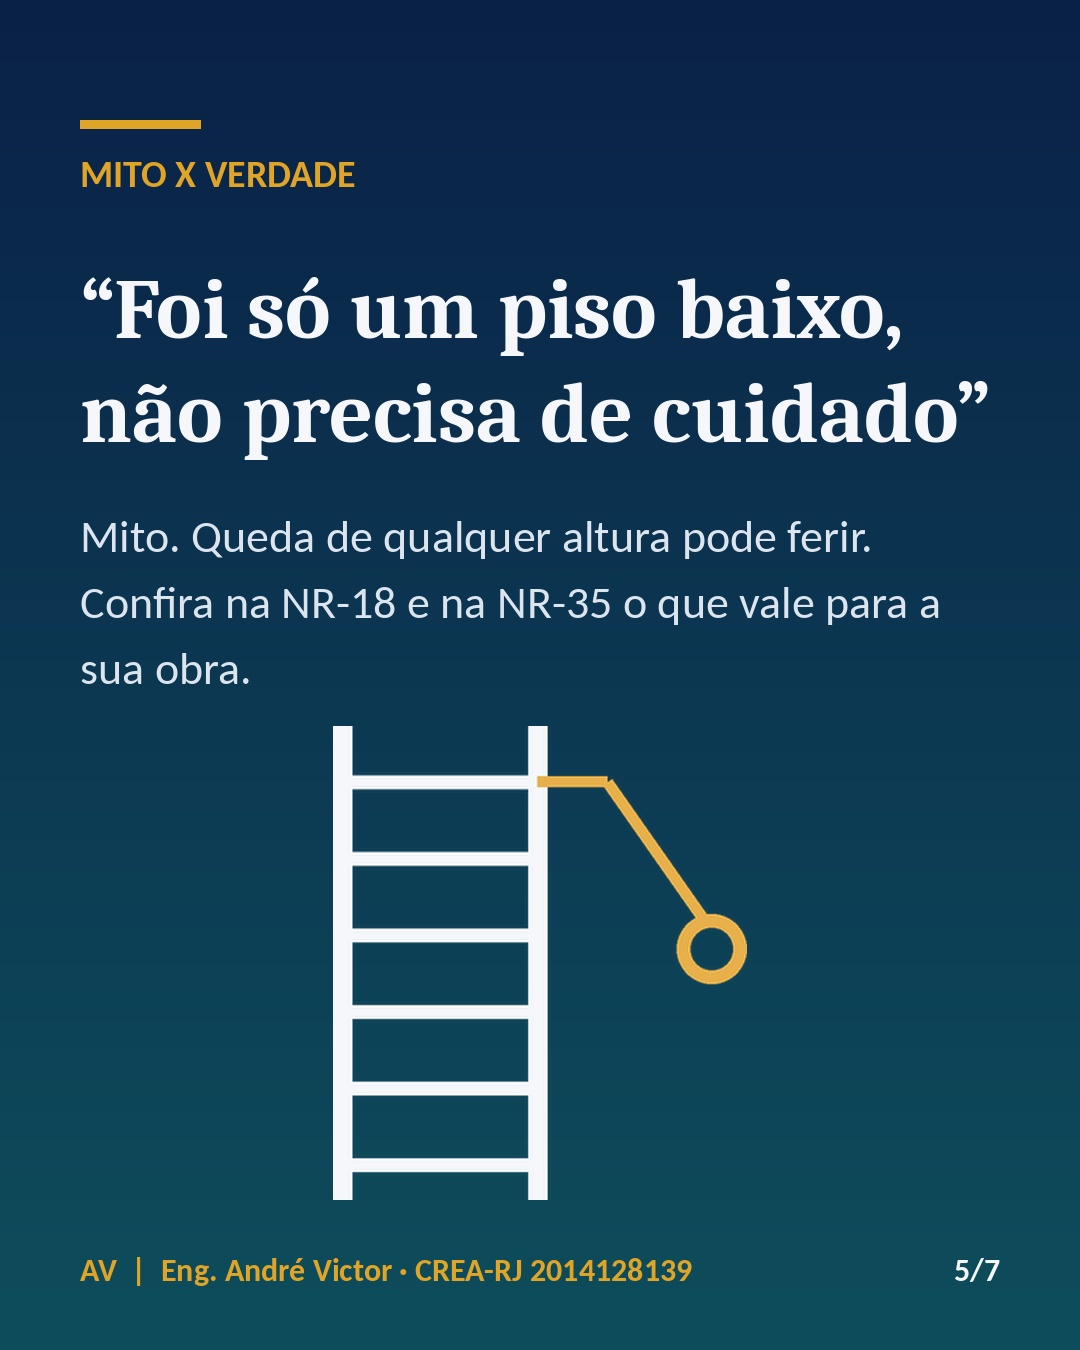 MITO X VERDADE
“Foi só um piso baixo,
não precisa de cuidado”
Mito. Queda de qualquer altura pode ferir.
Confira na NR-18 e na NR-35 o que vale para a
sua obra.
AV | Eng. André Victor · CREA-RJ 2014128139
5/7